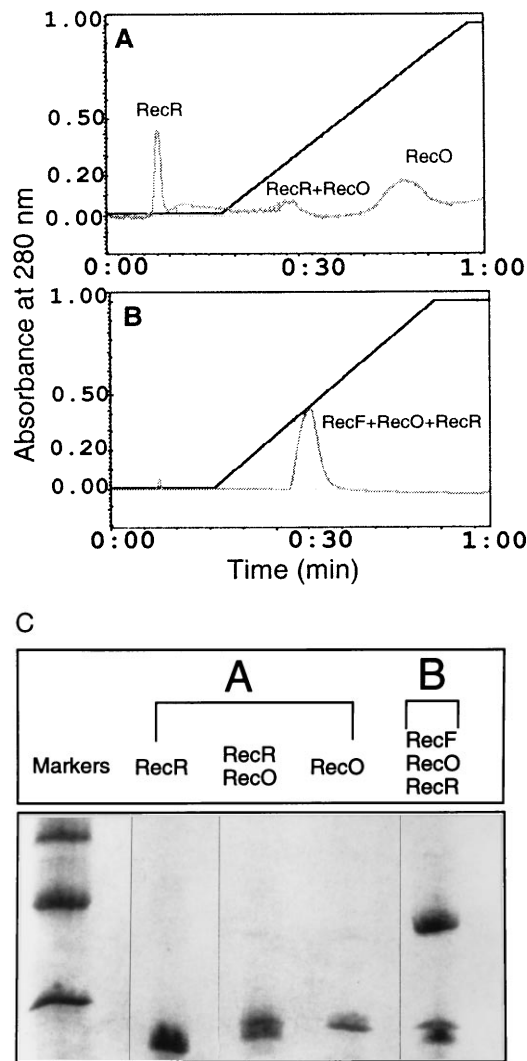 A
1.00
0.50
0.20
0.00
RecR
RecR+RecO
RecO
0:00
0:30
1:00
B
1.00
0.50
0.20
0.00
RecF+RecO+RecR
0:00
0:30
1:00
Absorbance at 280 nm
Time (min)
C
A
B
Markers
RecR
RecR
RecO
RecO
RecF
RecO
RecR